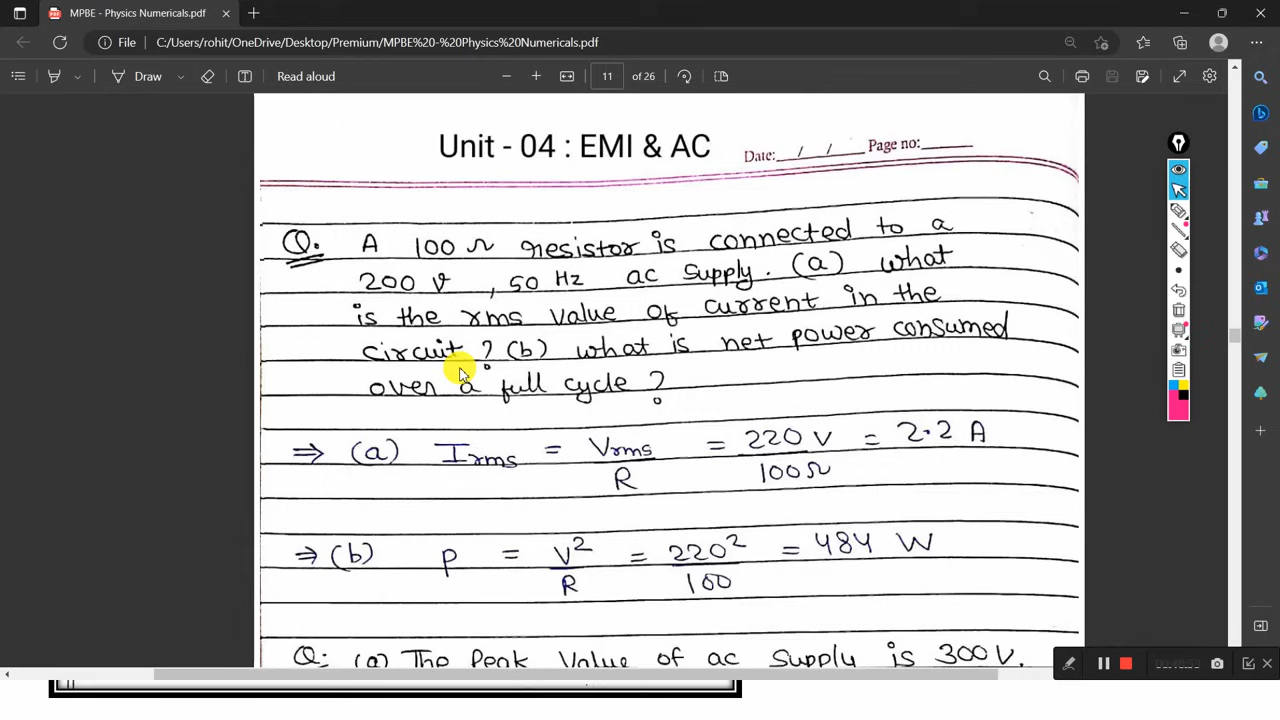 MPBE - Physics Numericals.pdf
File C:/Users/rohit/OneDrive/Desktop/Premium/MPBE%20-%20Physics%20Numericals.pdf
Draw Read aloud 11 of 26
Unit - 04 : EMI & AC
Date: / / Page no:
Q. A 100 Ω resistor is connected to a
200 V , 50 Hz ac supply. (a) what
is the rms value of current in the
circuit ? (b) what is net power consumed
over a full cycle ?
⇒ (a) Irms = Vrms / R = 220 V / 100 Ω = 2.2 A
⇒ (b) P = V² / R = 220² / 100 = 484 W
Q: (a) The Peak Value of ac supply is 300 V.